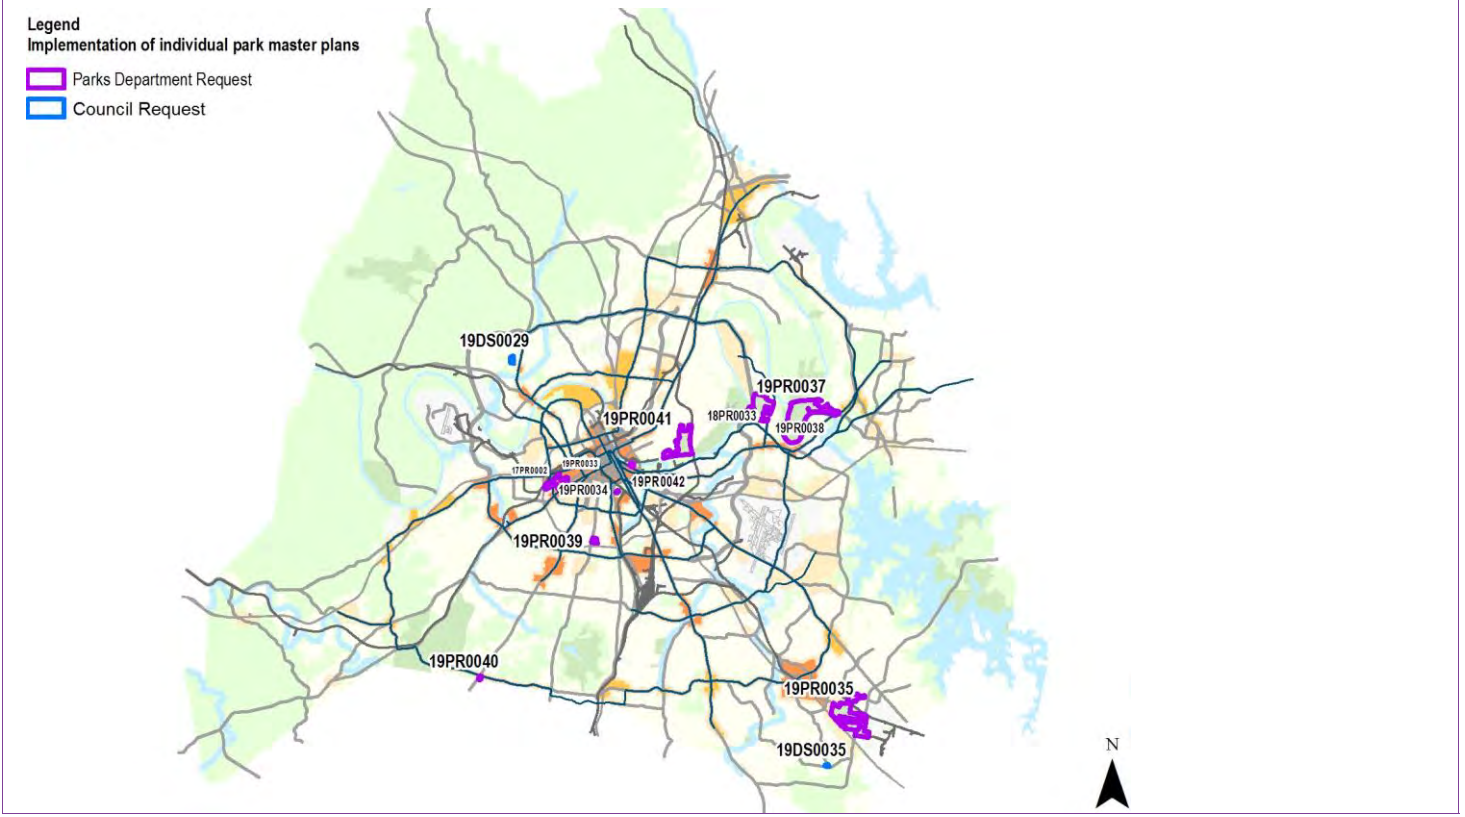 Legend
Implementation of individual park master plans
Parks Department Request
Council Request
19DS0029
19PR0037
18PR0033
19PR0038
19PR0041
17PR0002
19PR0033
19PR0034
19PR0042
19PR0039
19PR0040
19PR0035
19DS0035
N